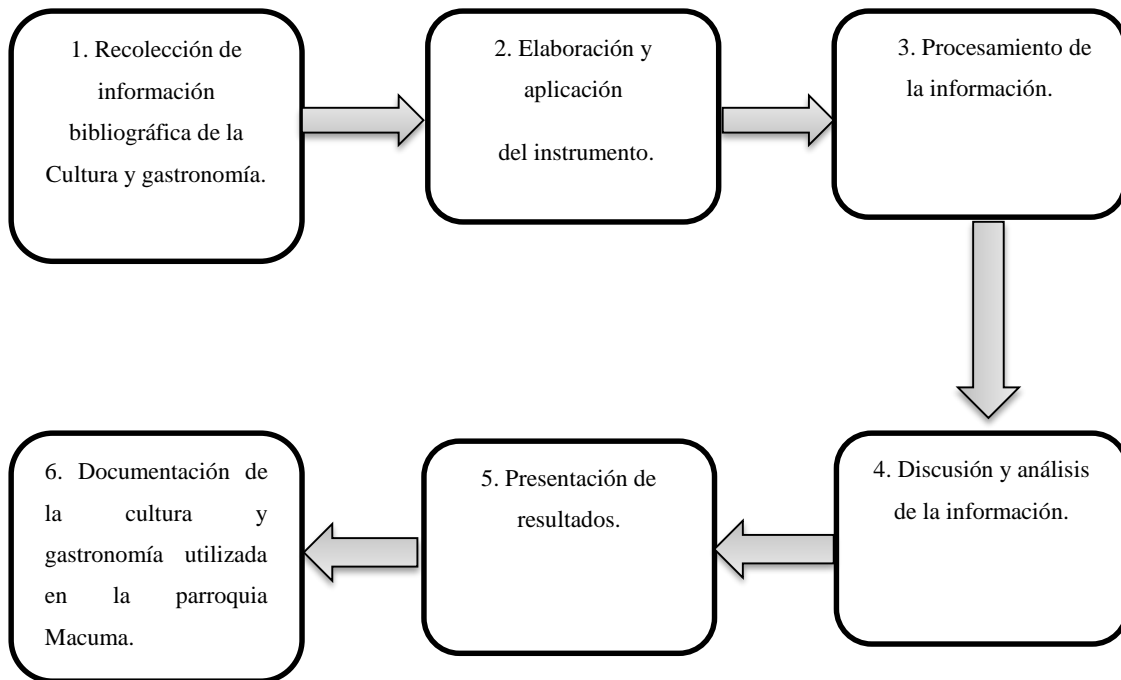 1. Recolección de
información
bibliográfica de la
Cultura y gastronomía.
2. Elaboración y
aplicación
del instrumento.
3. Procesamiento de
la información.
4. Discusión y análisis
de la información.
5. Presentación de
resultados.
6. Documentación de
la cultura y
gastronomía utilizada
en la parroquia
Macuma.